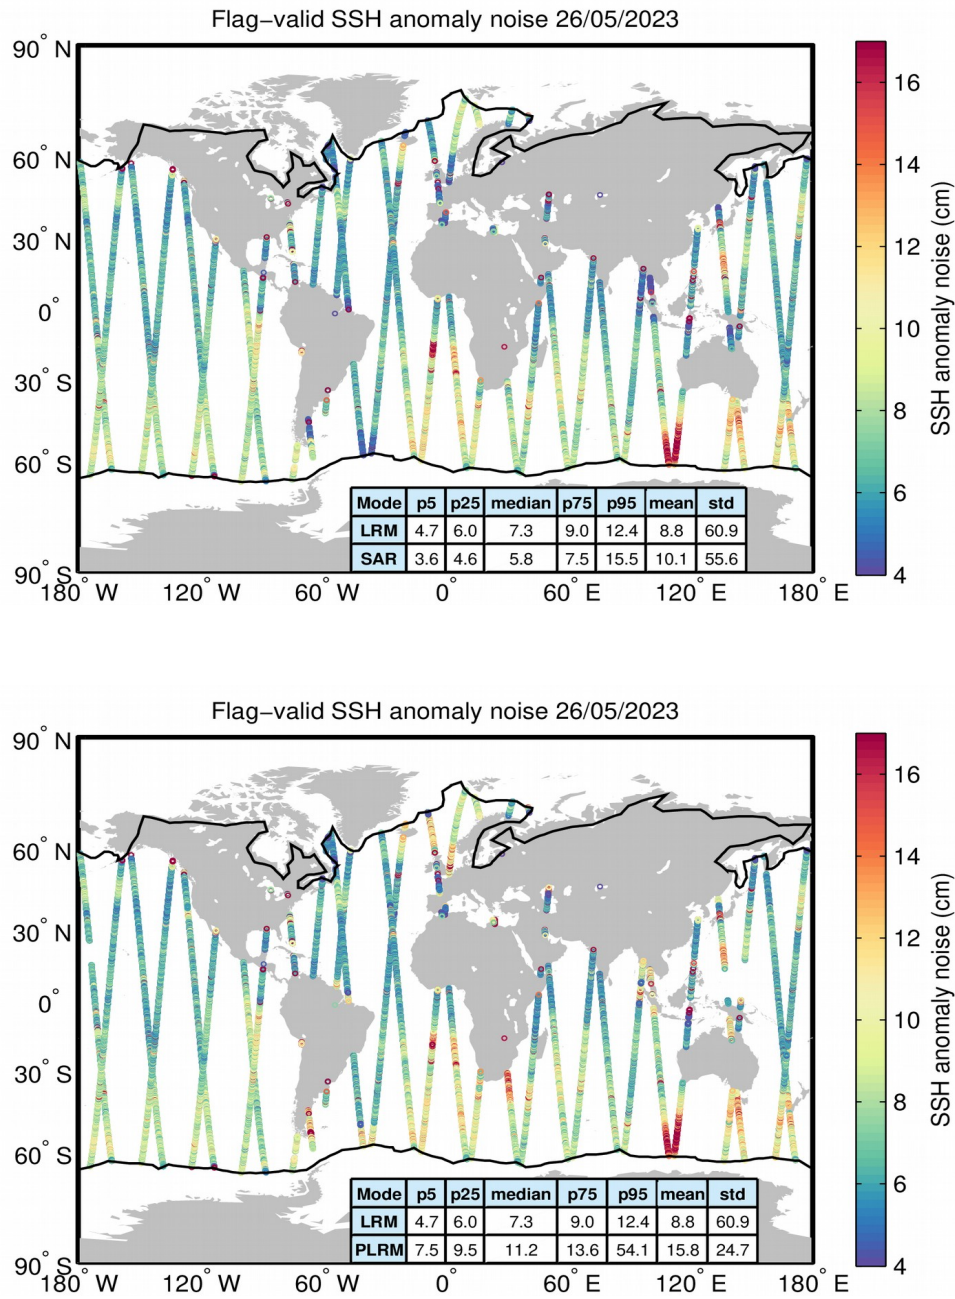 Flag−valid SSH anomaly noise 26/05/2023
90° N
60° N
30° N
0°
30° S
60° S
90° S
180° W
120° W
60° W
0°
60° E
120° E
180° E
Mode p5 p25 median p75 p95 mean std
LRM 4.7 6.0 7.3 9.0 12.4 8.8 60.9
SAR 3.6 4.6 5.8 7.5 15.5 10.1 55.6
16
14
12
10
8
6
4
SSH anomaly noise (cm)
Flag−valid SSH anomaly noise 26/05/2023
90° N
60° N
30° N
0°
30° S
60° S
90° S
180° W
120° W
60° W
0°
60° E
120° E
180° E
Mode p5 p25 median p75 p95 mean std
LRM 4.7 6.0 7.3 9.0 12.4 8.8 60.9
PLRM 7.5 9.5 11.2 13.6 54.1 15.8 24.7
16
14
12
10
8
6
4
SSH anomaly noise (cm)